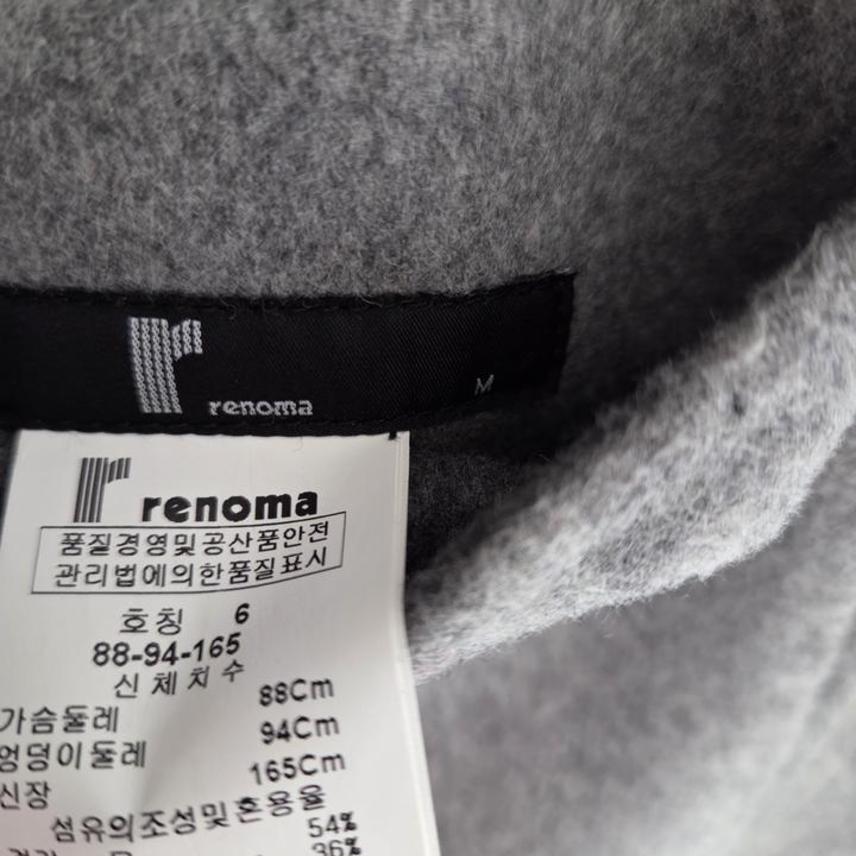 renoma
M
renoma
품질경영및공산품안전
관리법에의한품질표시
호칭 6
88-94-165
신체치수
가슴둘레 88Cm
엉덩이둘레 94Cm
신장 165Cm
섬유의조성및혼용율
54%
36%